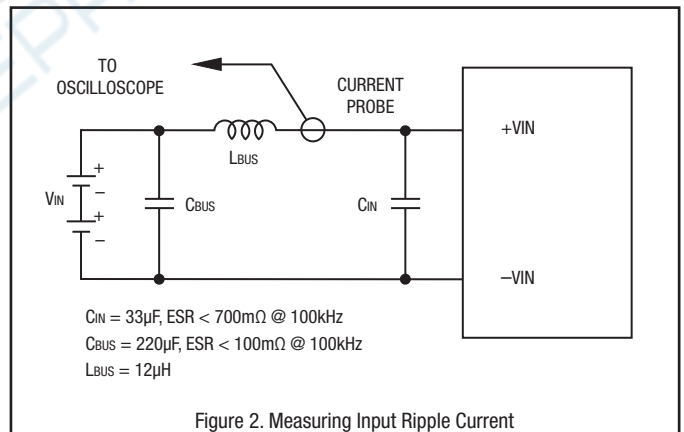 TO
OSCILLOSCOPE
CURRENT
PROBE
+VIN
LBUS
+
VIN
−
+
−
CBUS
CIN
−VIN
CIN = 33µF, ESR < 700mΩ @ 100kHz
CBUS = 220µF, ESR < 100mΩ @ 100kHz
LBUS = 12µH
Figure 2. Measuring Input Ripple Current